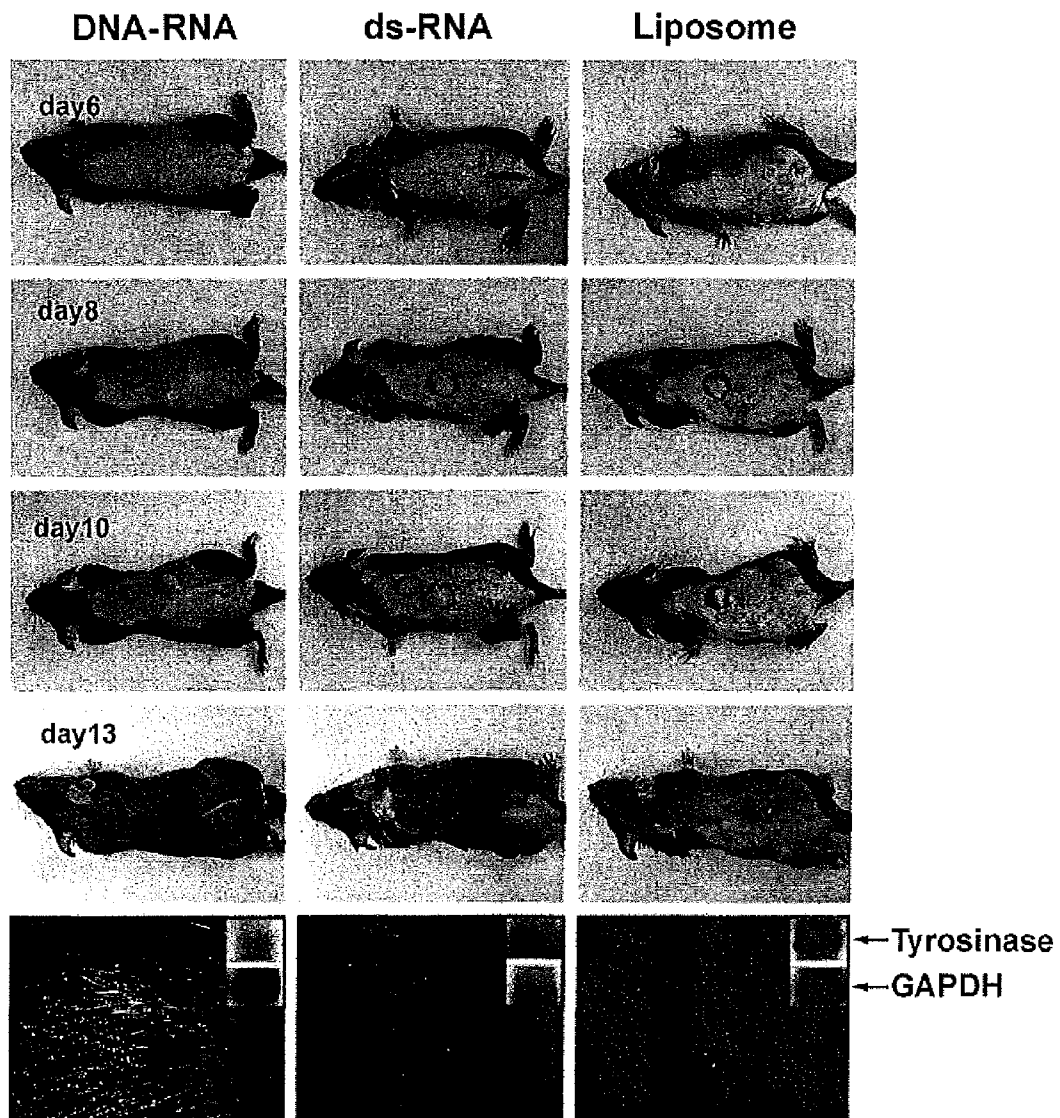 DNA-RNA ds-RNA Liposome
day6
day8
day10
day13
Tyrosinase
GAPDH